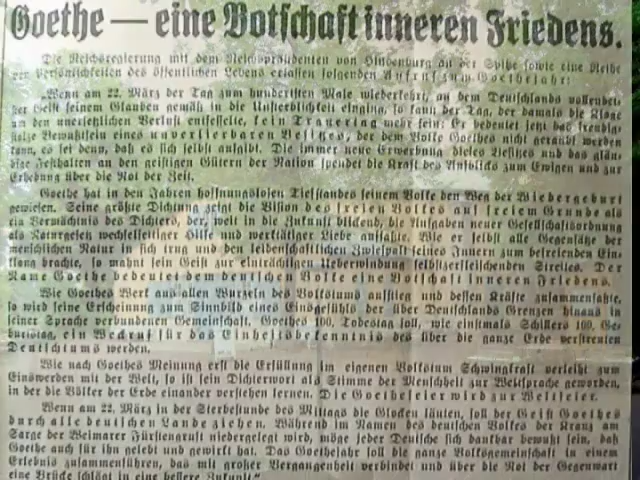 Goethe — eine Botschaft inneren Friedens.
Die Reichsregierung mit dem Reichspräsidenten von Hindenburg an der Spitze sowie eine Reihe
der Persönlichkeiten des öffentlichen Lebens erlassen folgenden Aufruf zum Goethejahr:
„Wenn am 22. März der Tag zum hundertsten Male wiederkehrt, an dem Deutschlands vollendet-
ster Geist seinem Glauben gemäß in die Unsterblichkeit einging, so kann der Tag, der damals die Klage
um den unersetzlichen Verlust entfesselte, kein Trauertag mehr sein: Er bedeutet jetzt das freudig-
stolze Bewußtsein eines unverlierbaren Besitzes, der dem Volke Goethes nicht geraubt werden
kann, es sei denn, daß es sich selbst aufgibt. Die immer neue Erwerbung dieses Besitzes und das gläu-
bige Festhalten an den geistigen Gütern der Nation spendet die Kraft des Aufblicks zum Ewigen und zur
Erhebung über die Not der Zeit.
Goethe hat in den Jahren hoffnungslosen Tiefstandes seinem Volke den Weg der Wiedergeburt
gewiesen. Seine größte Dichtung zeigt die Vision des freien Volkes auf freiem Grunde als
ein Vermächtnis des Dichters, der, weit in die Zukunft bildend, die Aufgaben neuer Gesellschaftsordnung
als Naturgesetz wechselseitiger Hilfe und werktätiger Liebe auffaßte. Wie er selbst alle Gegensätze der
menschlichen Natur in sich trug und den leidenschaftlichen Zwiespalt seines Innern zum befreienden Ein-
klang brachte, so mahnt sein Geist zur einträchtigen Ueberwindung selbstzerfleischenden Streites. Der
Name Goethe bedeutet dem deutschen Volke eine Botschaft inneren Friedens.
Wie Goethes Werk aus allen Wurzeln des Volkstums aufstieg und dessen Kräfte zusammenfaßte,
so wird seine Erscheinung zum Sinnbild eines Einsgefühls der über Deutschlands Grenzen hinaus in
seiner Sprache verbundenen Gemeinschaft. Goethes 100. Todestag soll, wie einstmals Schillers 100. Ge-
burtstag, ein Weckruf für das Einheitsbekenntnis des über die ganze Erde verstreuten
Deutschtums werden.
Wie nach Goethes Meinung erst die Erfüllung im eigenen Volkstum Schwingkraft verleiht zum
Einswerden mit der Welt, so ist sein Dichterwort als Stimme der Menschheit zur Weltsprache geworden,
in der die Völker der Erde einander verstehen lernen. Die Goethefeier wird zur Weltfeier.
Wenn am 22. März in der Sterbestunde des Mittags die Glocken läuten, soll der Geist Goethes
durch alle deutschen Lande ziehen. Während im Namen des deutschen Volkes der Kranz am
Sarge der Weimarer Fürstengruft niedergelegt wird, möge jeder Deutsche sich dankbar bewußt sein, daß
Goethe auch für ihn gelebt und gewirkt hat. Das Goethejahr soll die ganze Volksgemeinschaft in einem
Erlebnis zusammenführen, das mit großer Vergangenheit verbindet und über die Not der Gegenwart
eine Brücke schlägt in eine bessere Zukunft.“